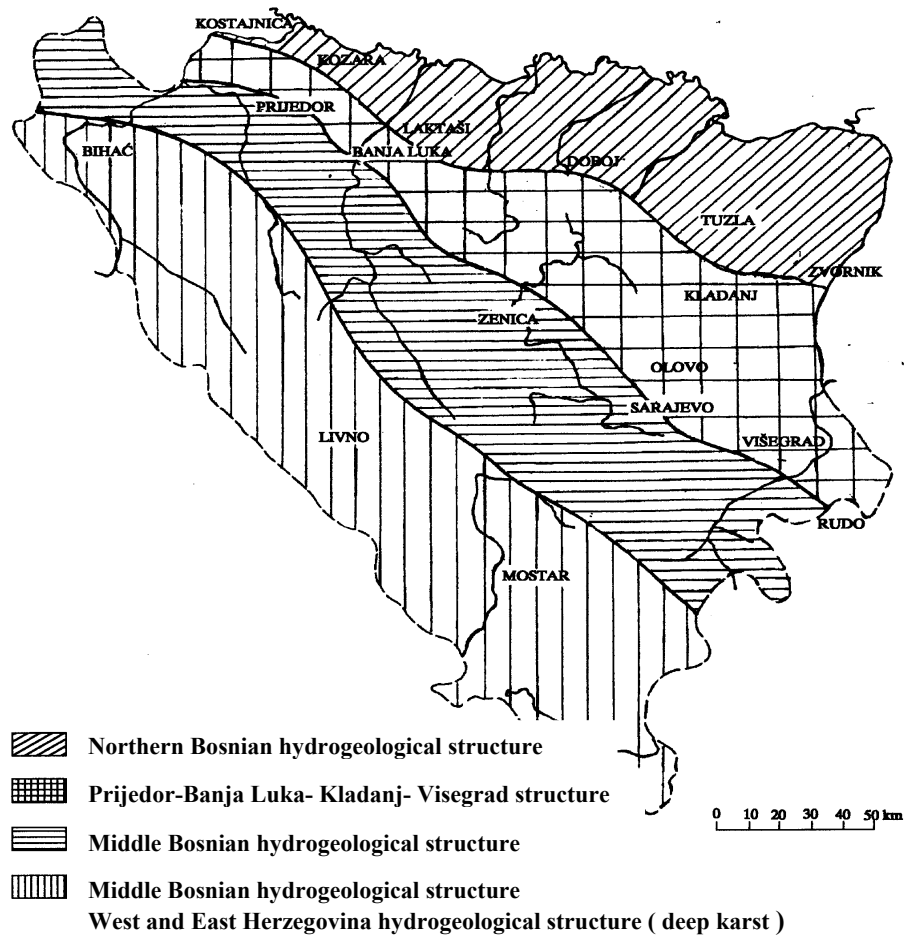 KOSTAJNICA
KOZARA
PRIJEDOR
LAKTAŠI
BIHAĆ
BANJA LUKA
DOBOJ
TUZLA
ZVORNIK
KLADANJ
ZENICA
OLOVO
SARAJEVO
LIVNO
VIŠEGRAD
RUDO
MOSTAR
Northern Bosnian hydrogeological structure
Prijedor-Banja Luka- Kladanj- Visegrad structure
0 10 20 30 40 50 km
Middle Bosnian hydrogeological structure
Middle Bosnian hydrogeological structure
West and East Herzegovina hydrogeological structure ( deep karst )